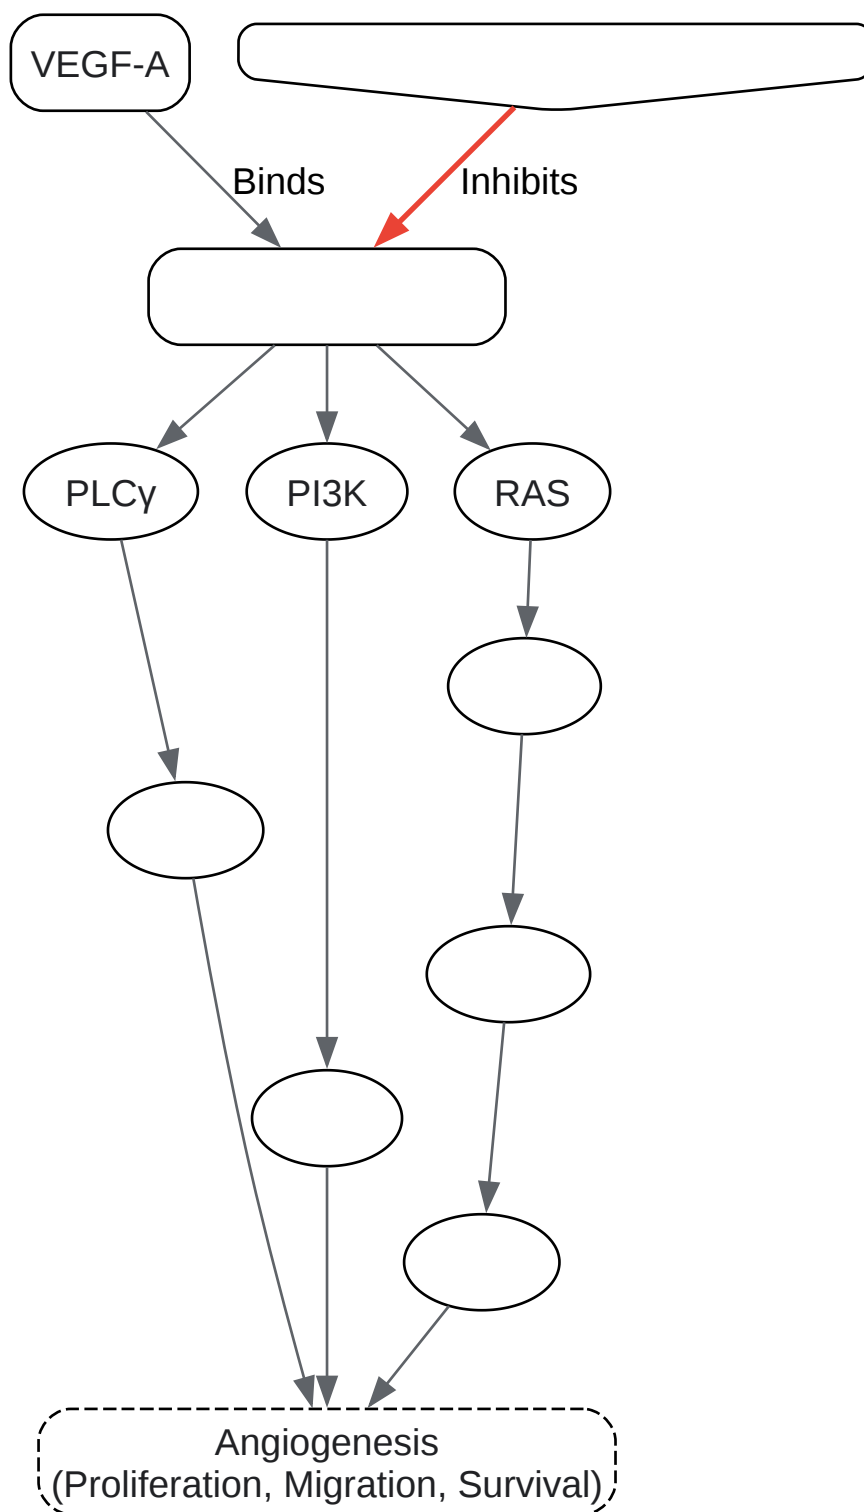 VEGF-A
Binds
Inhibits
PLCγ
PI3K
RAS
Angiogenesis
(Proliferation, Migration, Survival)